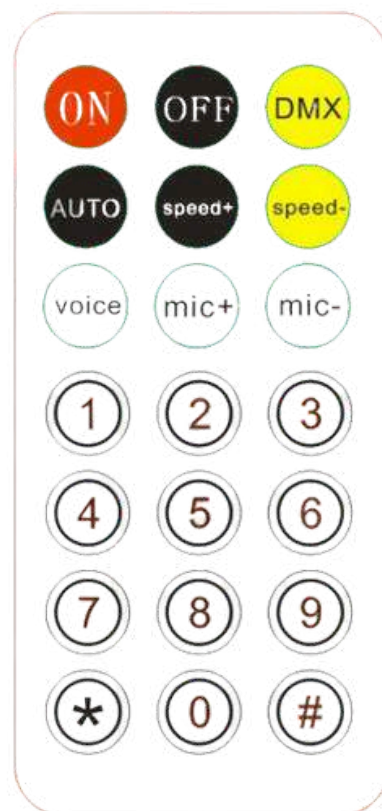 ON OFF DMX
AUTO speed+ speed-
voice mic+ mic-
1 2 3
4 5 6
7 8 9
* 0 #